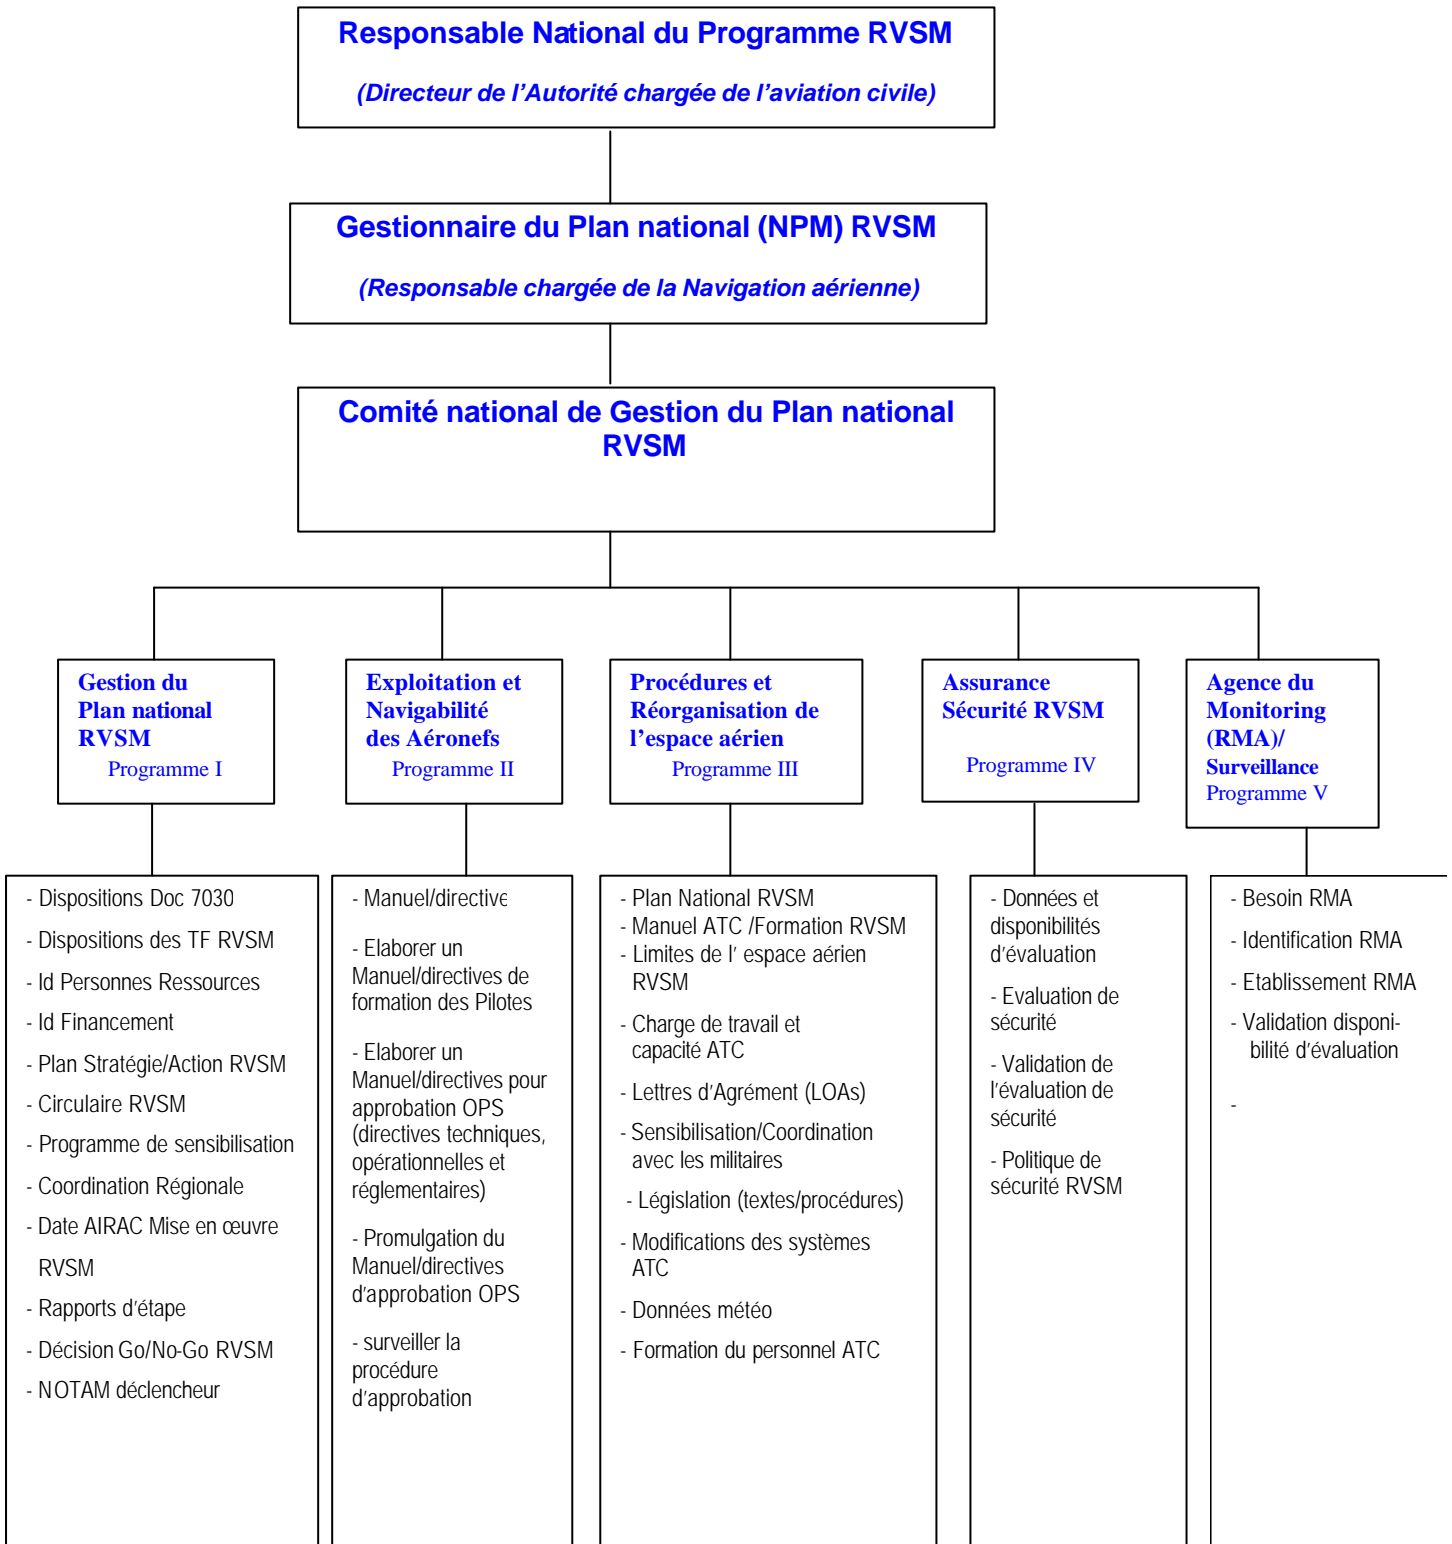 Responsable National du Programme RVSM
(Directeur de l'Autorité chargée de l'aviation civile)
Gestionnaire du Plan national (NPM) RVSM
(Responsable chargée de la Navigation aérienne)
Comité national de Gestion du Plan national
RVSM
Gestion du
Plan national
RVSM
Programme I
Exploitation et
Navigabilité
des Aéronefs
Programme II
Procédures et
Réorganisation de
l'espace aérien
Programme III
Assurance
Sécurité RVSM
Programme IV
Agence du
Monitoring
(RMA)/
Surveillance
Programme V
- Dispositions Doc 7030
- Dispositions des TF RVSM
- Id Personnes Ressources
- Id Financement
- Plan Stratégie/Action RVSM
- Circulaire RVSM
- Programme de sensibilisation
- Coordination Régionale
- Date AIRAC Mise en œuvre
RVSM
- Rapports d'étape
- Décision Go/No-Go RVSM
- NOTAM déclencheur
- Manuel/directive
- Elaborer un
Manuel/directives de
formation des Pilotes
- Elaborer un
Manuel/directives pour
approbation OPS
(directives techniques,
opérationnelles et
réglementaires)
- Promulgation du
Manuel/directives
d'approbation OPS
- surveiller la
procédure
d'approbation
- Plan National RVSM
- Manuel ATC /Formation RVSM
- Limites de l' espace aérien
RVSM
- Charge de travail et
capacité ATC
- Lettres d'Agrément (LOAs)
- Sensibilisation/Coordination
avec les militaires
- Législation (textes/procédures)
- Modifications des systèmes
ATC
- Données météo
- Formation du personnel ATC
- Données et
disponibilités
d'évaluation
- Evaluation de
sécurité
- Validation de
l'évaluation de
sécurité
- Politique de
sécurité RVSM
- Besoin RMA
- Identification RMA
- Etablissement RMA
- Validation disponi-
bilité d'évaluation
-